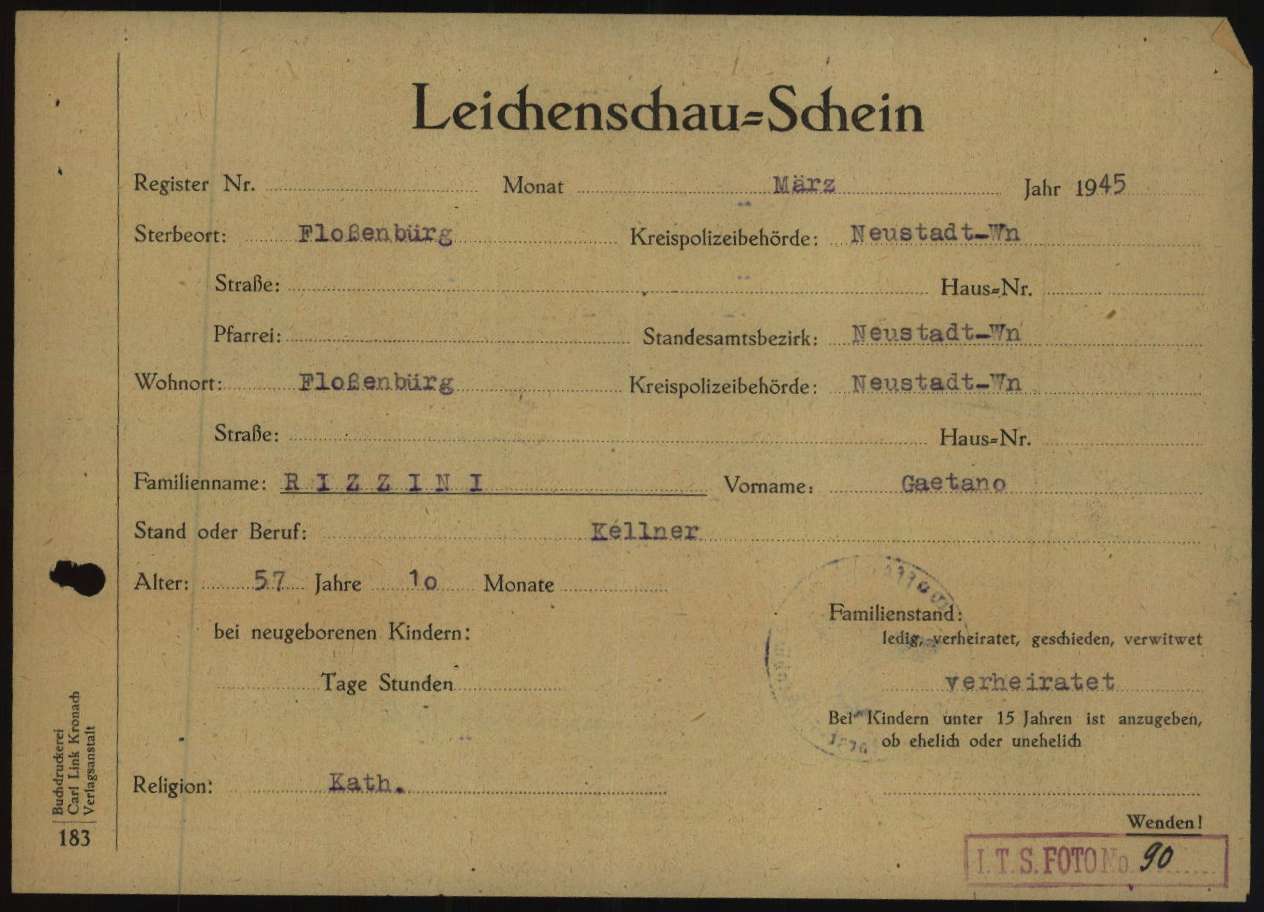 Leichenschau=Schein
Register Nr. Monat März Jahr 1945
Sterbeort: Floßenbürg Kreispolizeibehörde: Neustadt-Wn
Straße: Haus=Nr.
Pfarrei: Standesamtsbezirk: Neustadt-Wn
Wohnort: Floßenbürg Kreispolizeibehörde: Neustadt-Wn
Straße: Haus=Nr.
Familienname: RIZZINI Vorname: Gaetano
Stand oder Beruf: Kellner
Alter: 57 Jahre 10 Monate
Familienstand:
bei neugeborenen Kindern:
ledig, verheiratet, geschieden, verwitwet
Tage Stunden
verheiratet
Bei Kindern unter 15 Jahren ist anzugeben,
ob ehelich oder unehelich
Religion: Kath.
Wenden!
I.T.S. FOTO No. 90
Buchdruckerei
Carl Link Kronach
Verlagsanstalt
183